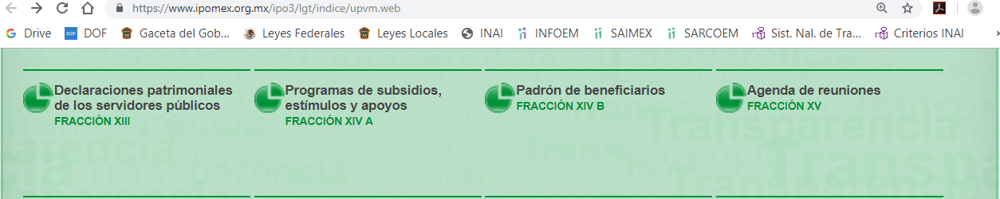 https://www.ipomex.org.mx/ipo3/lgt/indice/upvm.web
Drive DOF DOF Gaceta del Gob... Leyes Federales Leyes Locales INAI INFOEM SAIMEX SARCOEM Sist. Nal. de Tra... Criterios INAI
Declaraciones patrimoniales
de los servidores públicos
FRACCIÓN XIII
Programas de subsidios,
estímulos y apoyos
FRACCIÓN XIV A
Padrón de beneficiarios
FRACCIÓN XIV B
Agenda de reuniones
FRACCIÓN XV
Transparencia